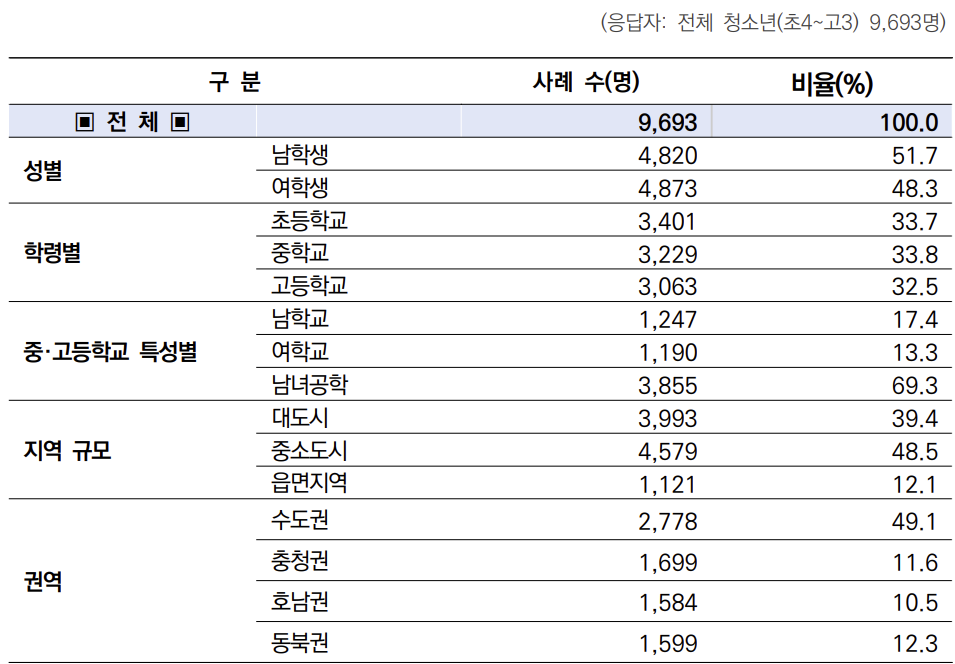 (응답자: 전체 청소년(초4~고3) 9,693명)
구 분 사례 수(명) 비율(%)
▣ 전 체 ▣ 9,693 100.0
성별 남학생 4,820 51.7
여학생 4,873 48.3
학령별 초등학교 3,401 33.7
중학교 3,229 33.8
고등학교 3,063 32.5
중·고등학교 특성별 남학교 1,247 17.4
여학교 1,190 13.3
남녀공학 3,855 69.3
지역 규모 대도시 3,993 39.4
중소도시 4,579 48.5
읍면지역 1,121 12.1
권역 수도권 2,778 49.1
충청권 1,699 11.6
호남권 1,584 10.5
동북권 1,599 12.3